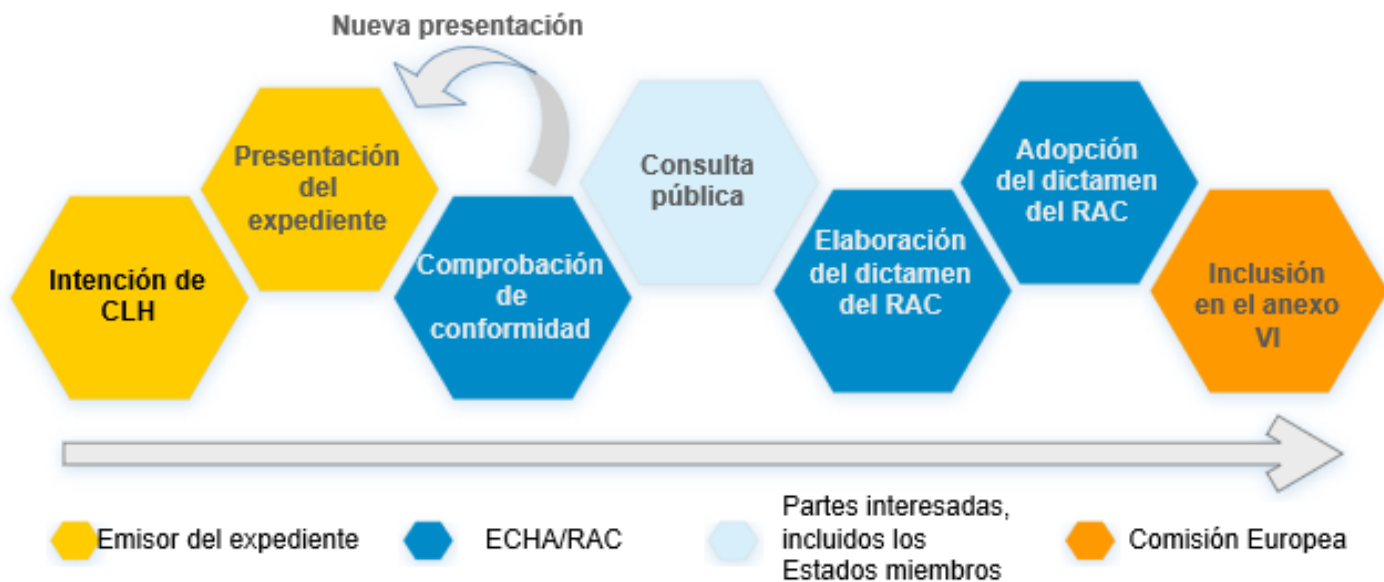 Nueva presentación
Intención de
CLH
Presentación
del
expediente
Comprobación
de
conformidad
Consulta
pública
Elaboración
del dictamen
del RAC
Adopción
del dictamen
del RAC
Inclusión
en el anexo
VI
Emisor del expediente
ECHA/RAC
Partes interesadas,
incluidos los
Estados miembros
Comisión Europea